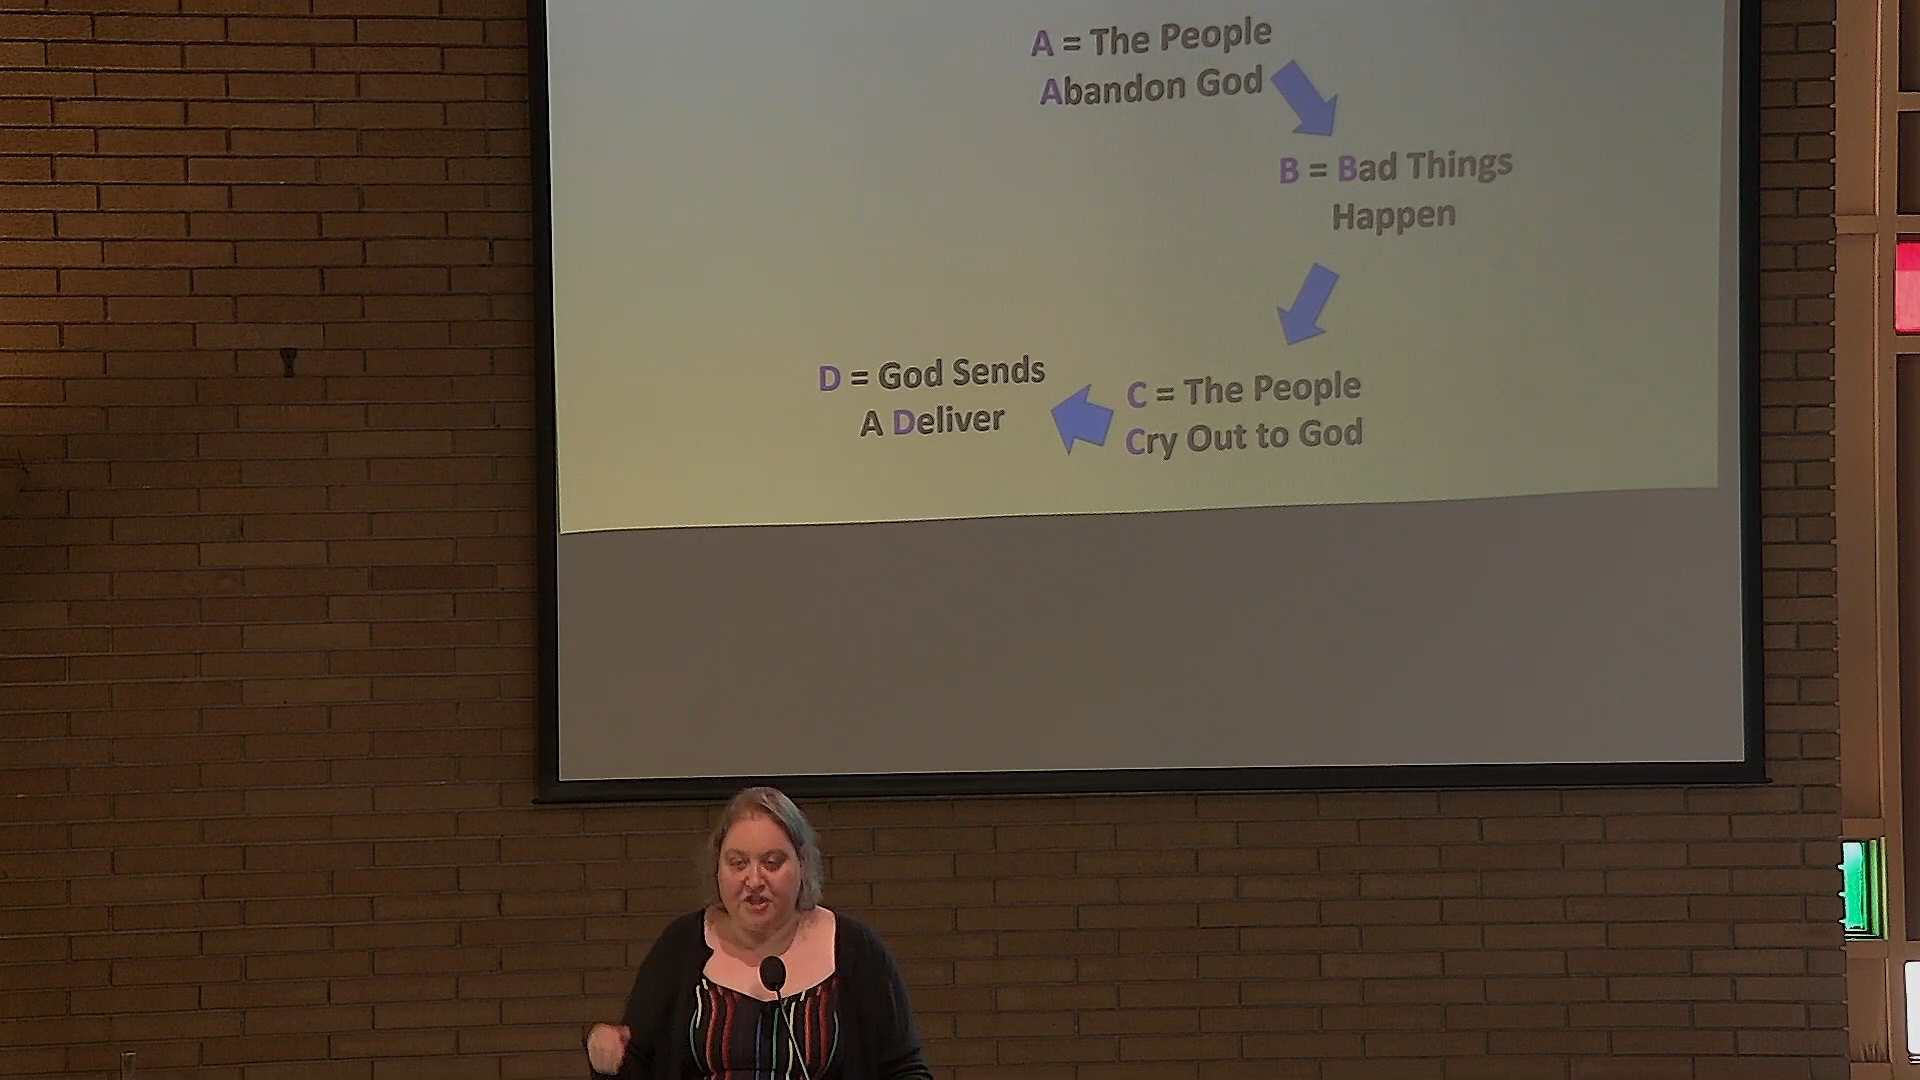 A = The People
Abandon God
B = Bad Things
Happen
D = God Sends
A Deliver
C = The People
Cry Out to God